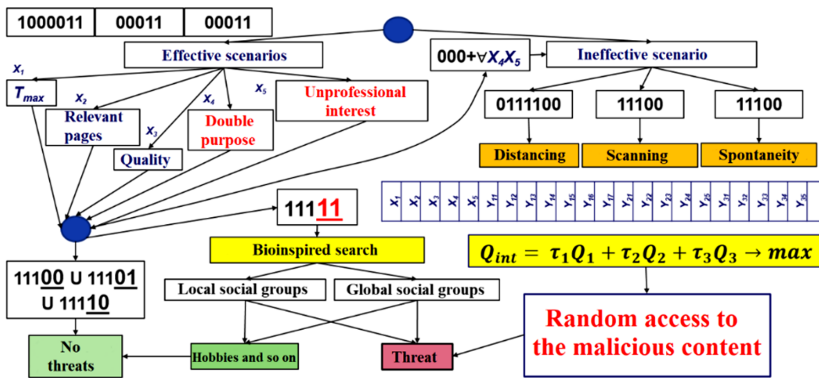 1000011 00011 00011
Effective scenarios
000+∀X₄X₅
Ineffective scenario
X₁
Tmax
X₂
Relevant
pages
X₃
Quality
X₄
Double
purpose
X₅
Unprofessional
interest
0111100 11100 11100
Distancing Scanning Spontaneity
11111
X₁ X₂ X₃ X₄ X₅ Y₁₁ Y₁₂ Y₁₃ Y₁₄ Y₁₅ Y₁₆ Y₁₇ Y₂₁ Y₂₂ Y₂₃ Y₂₄ Y₂₅ Y₃₁ Y₃₂ Y₃₃ Y₃₄ Y₃₅
Bioinspired search
Qint = τ₁Q₁ + τ₂Q₂ + τ₃Q₃ → max
11100 U 11101
U 11110
Local social groups Global social groups
Random access to
the malicious content
No
threats
Hobbies and so on
Threat